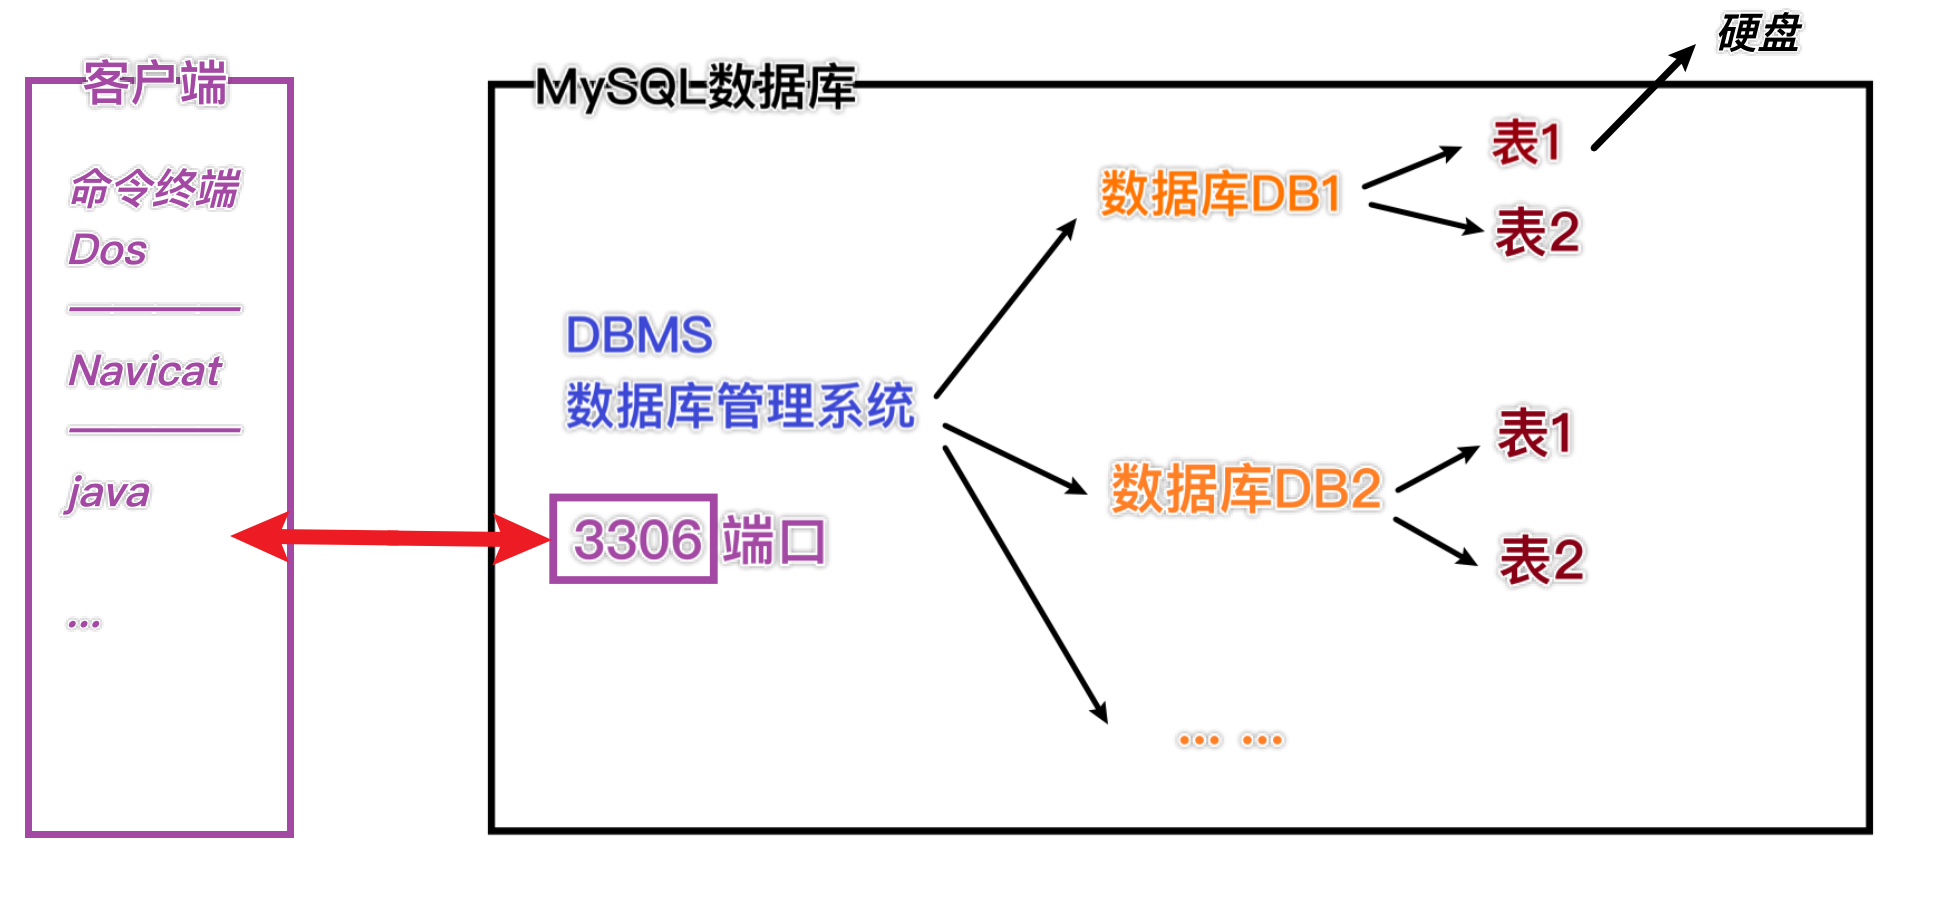 客户端
命令终端
Dos
Navicat
java
...
MySQL数据库
DBMS
数据库管理系统
3306 端口
数据库DB1
表1
表2
硬盘
数据库DB2
表1
表2
... ...